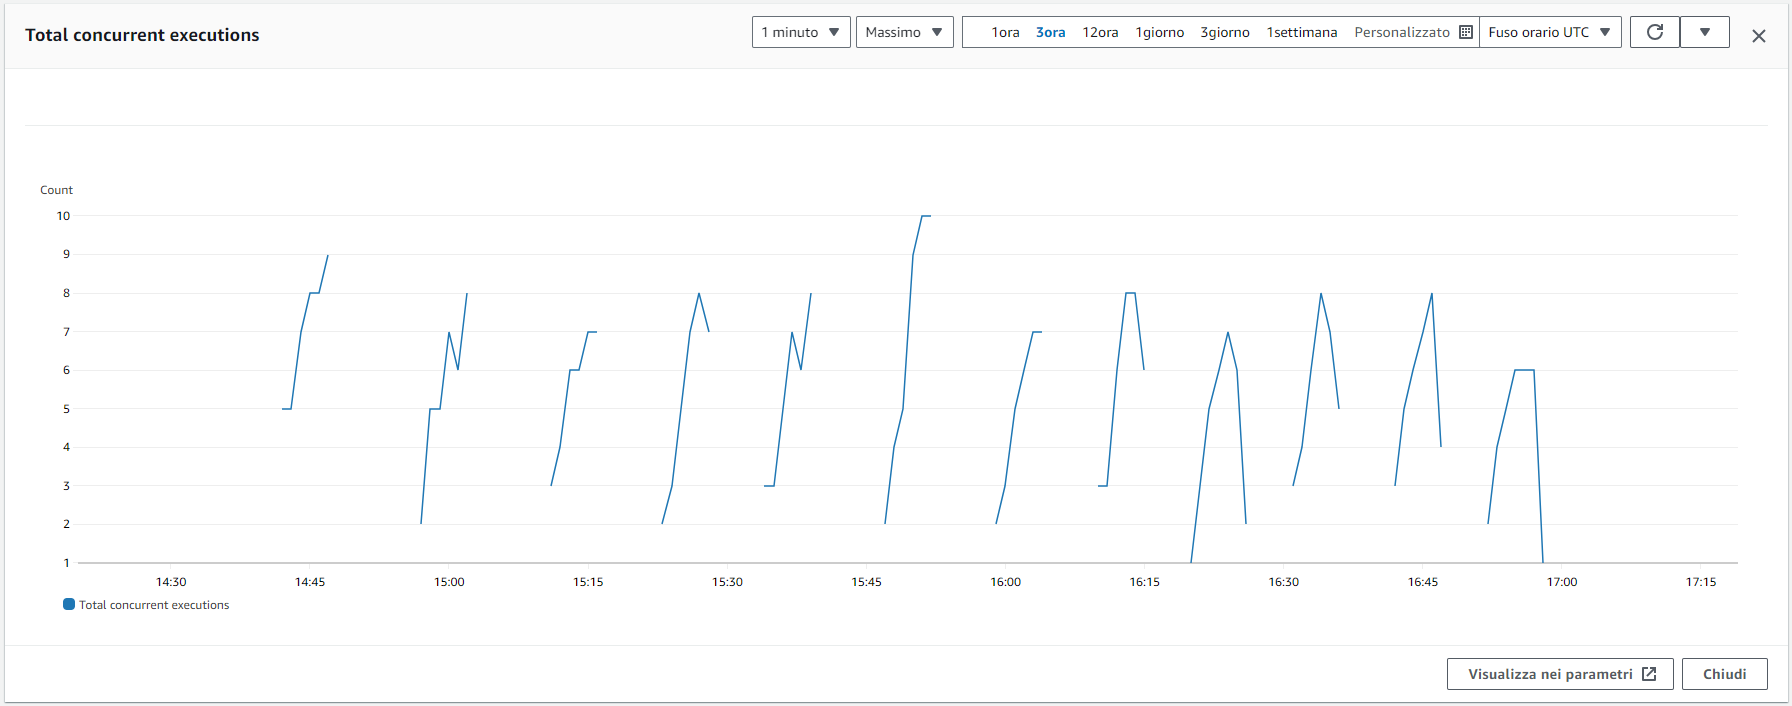 Total concurrent executions
1 minuto
Massimo
1ora 3ora 12ora 1giorno 3giorno 1settimana Personalizzato
Fuso orario UTC
Count
10
9
8
7
6
5
4
3
2
1
14:30 14:45 15:00 15:15 15:30 15:45 16:00 16:15 16:30 16:45 17:00 17:15
Total concurrent executions
Visualizza nei parametri
Chiudi